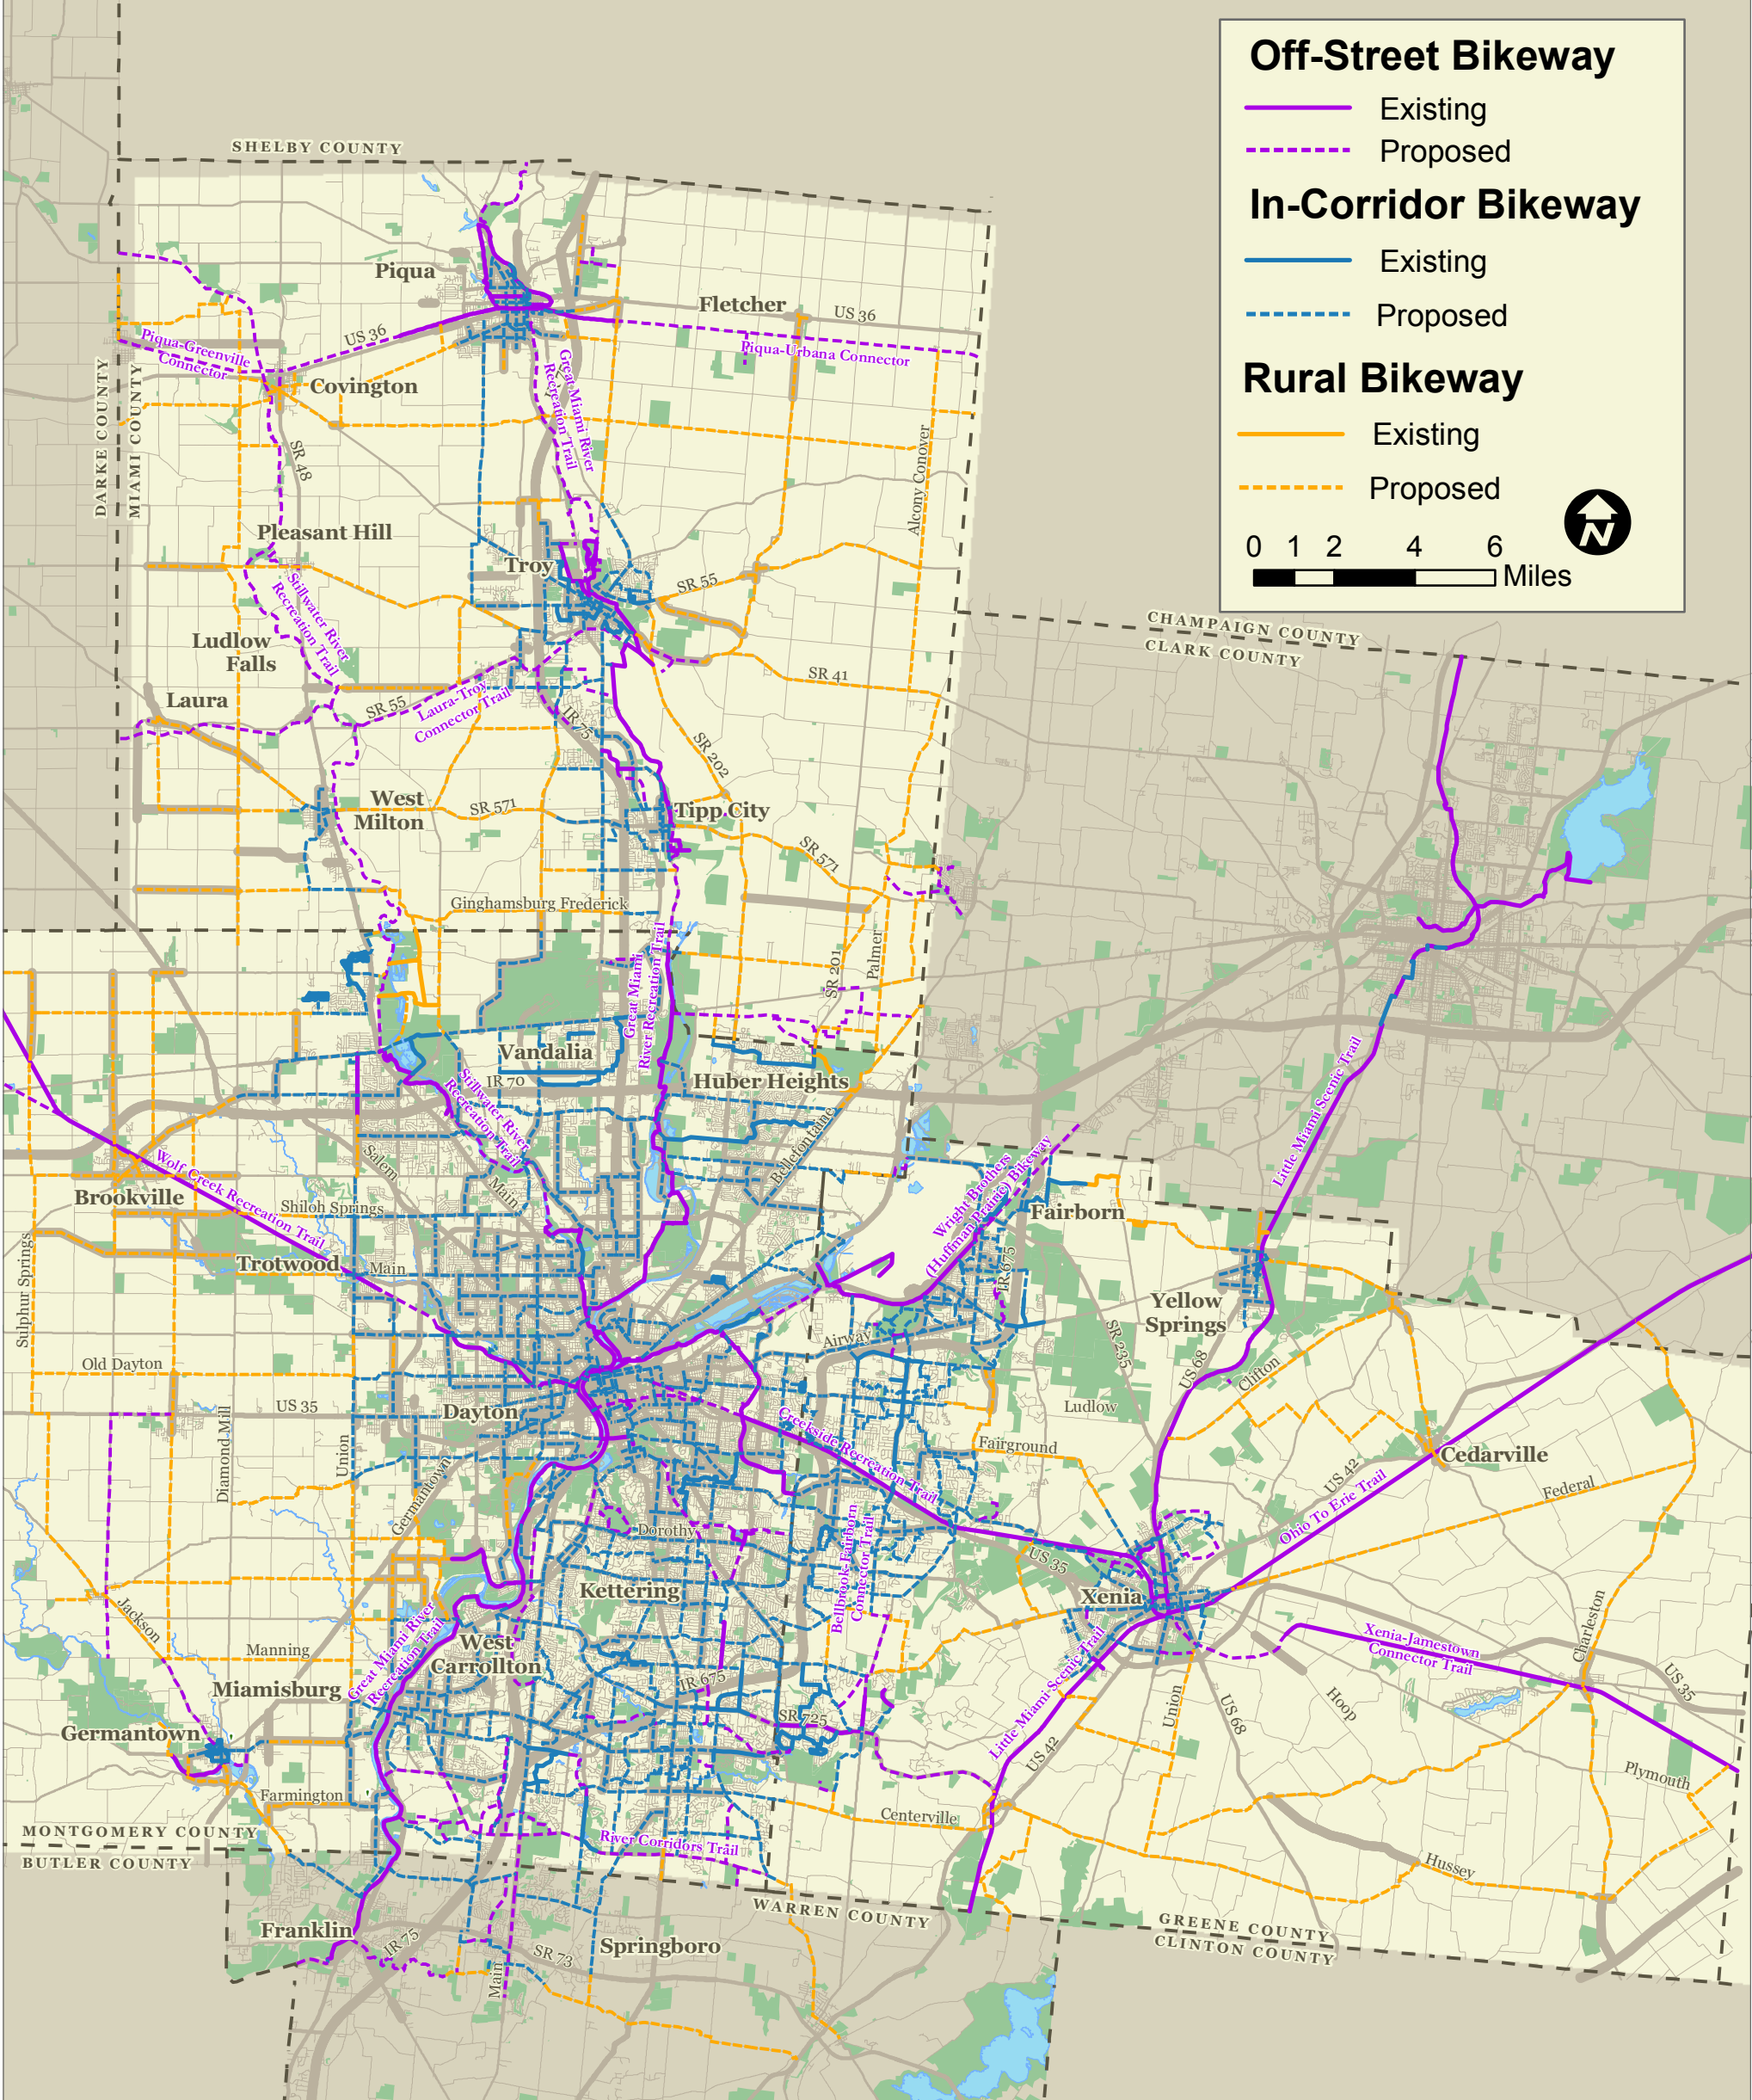 Off-Street Bikeway
Existing
Proposed
In-Corridor Bikeway
Existing
Proposed
Rural Bikeway
Existing
Proposed
N
0 1 2 4 6
Miles
SHELBY COUNTY
Piqua
Fletcher
US 36
US 36
Piqua-Greenville
Connector
Piqua-Urbana Connector
Great Miami River
Recreation Trail
Covington
DARKE COUNTY
MIAMI COUNTY
SR 48
Alcony Conover
Pleasant Hill
Troy
SR 55
Stillwater River
Recreation Trail
Ludlow
Falls
CHAMPAIGN COUNTY
CLARK COUNTY
SR 41
Laura
SR 55
Laura-Troy
Connector Trail
IR 75
SR 202
West
Milton
SR 571
Tipp City
SR 571
Ginghamsburg Frederick
Great Miami
River Recreation Trail
SR 201
Palmer
Vandalia
IR 70
Huber Heights
Stillwater River
Recreation Trail
Little Miami Scenic Trail
Bellefontaine
Wolf Creek Recreation Trail
Salem
Main
Brookville
Shiloh Springs
Wright Brothers
(Huffman Prairie) Bikeway
Fairborn
Sulphur Springs
Trotwood
Main
IR 675
Yellow
Springs
Airway
SR 235
Old Dayton
US 68
Clifton
US 35
Dayton
Ludlow
Diamond Mill
Union
Creekside Recreation Trail
Fairground
Cedarville
Germantown
US 42
Federal
Ohio To Erie Trail
Dorothy
Bellbrook-Fairborn
Connector Trail
US 35
Kettering
Xenia
Jackson
Great Miami River
Recreation Trail
Manning
West
Carrollton
Xenia-Jamestown
Connector Trail
Charleston
US 35
Miamisburg
IR 675
Little Miami Scenic Trail
Union
US 68
Hoop
SR 725
Germantown
US 42
Plymouth
Farmington
Centerville
MONTGOMERY COUNTY
BUTLER COUNTY
River Corridors Trail
Hussey
WARREN COUNTY
GREENE COUNTY
CLINTON COUNTY
Franklin
IR 75
Springboro
SR 73
Main